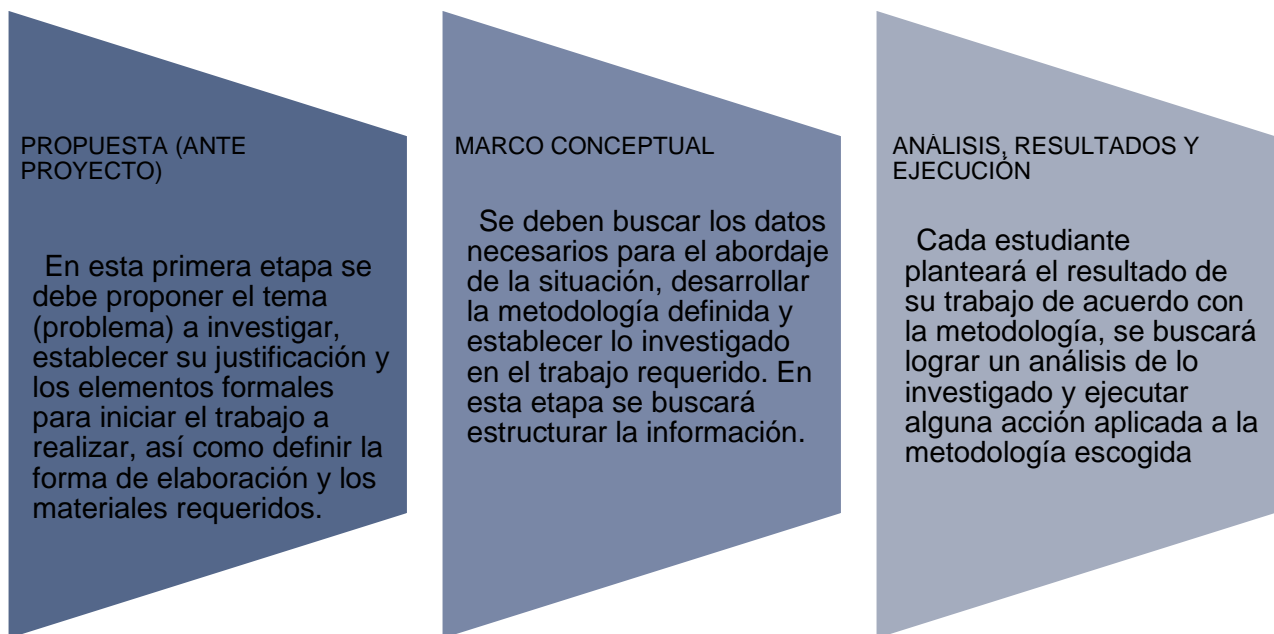 PROPUESTA (ANTE
PROYECTO)
En esta primera etapa se
debe proponer el tema
(problema) a investigar,
establecer su justificación y
los elementos formales
para iniciar el trabajo a
realizar, así como definir la
forma de elaboración y los
materiales requeridos.
MARCO CONCEPTUAL
Se deben buscar los datos
necesarios para el abordaje
de la situación, desarrollar
la metodología definida y
establecer lo investigado
en el trabajo requerido. En
esta etapa se buscará
estructurar la información.
ANÁLISIS, RESULTADOS Y
EJECUCIÓN
Cada estudiante
planteará el resultado de
su trabajo de acuerdo con
la metodología, se buscará
lograr un análisis de lo
investigado y ejecutar
alguna acción aplicada a la
metodología escogida